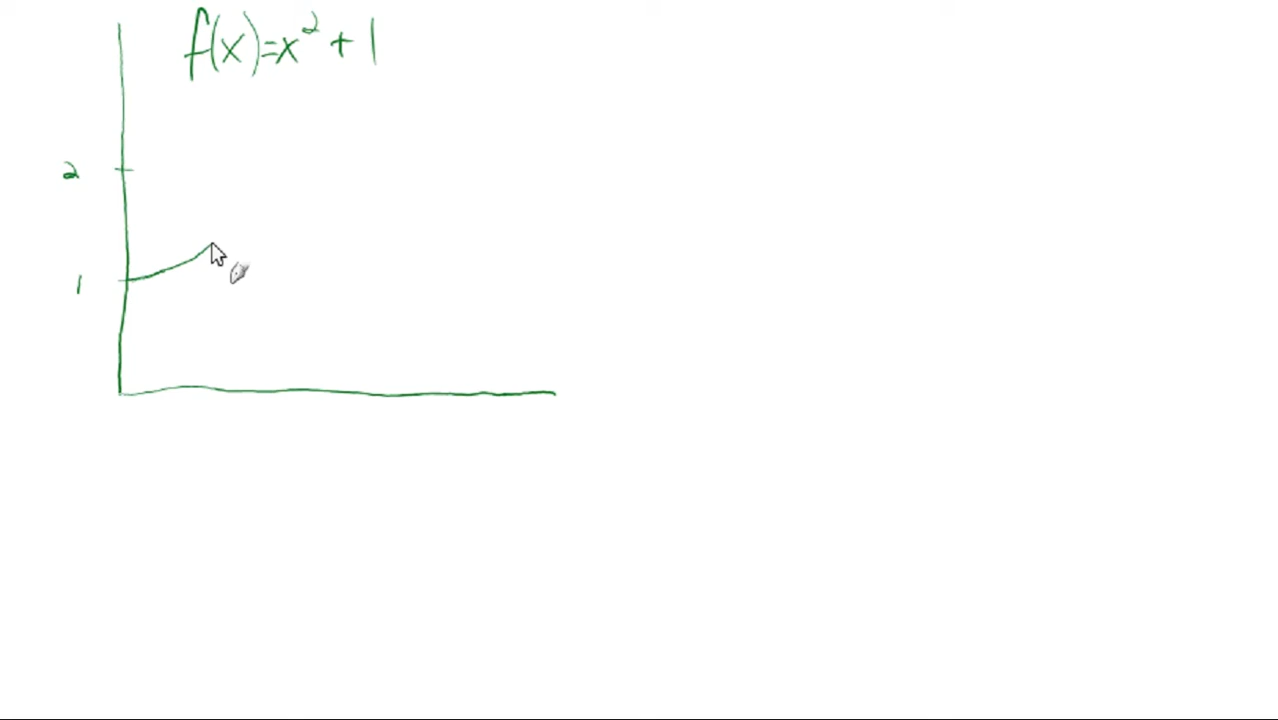 f(x)=x² + 1
2
1